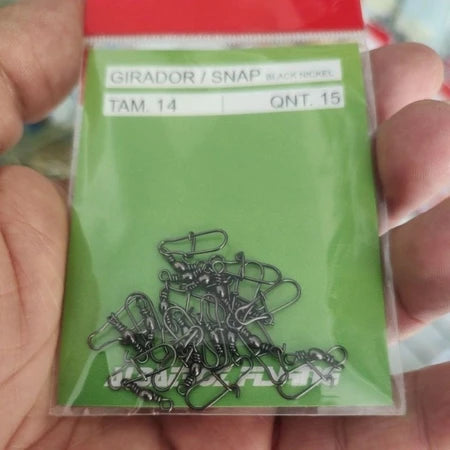 GIRADOR / SNAP BLACK NICKEL
TAM. 14 QNT. 15